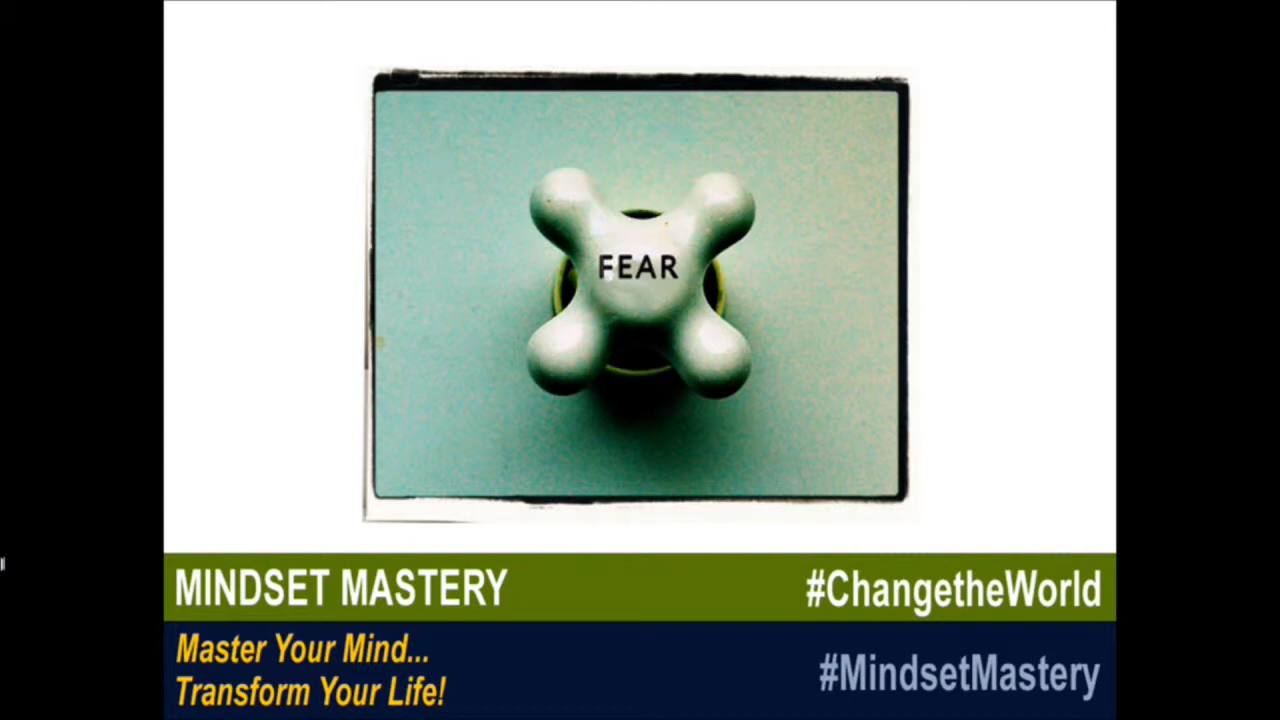 FEAR
MINDSET MASTERY
#ChangetheWorld
Master Your Mind...
Transform Your Life!
#MindsetMastery